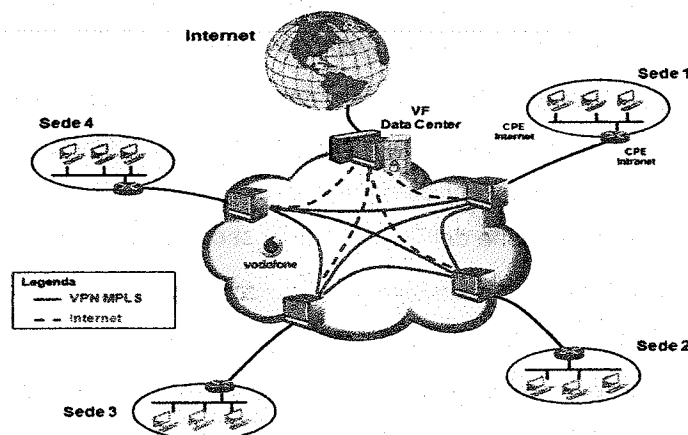 Internet
Sede 1
VF
Data Center
CPE
Internet
CPE
Intranet
Sede 4
vodafone
Legenda
VPN MPLS
Internet
Sede 2
Sede 3